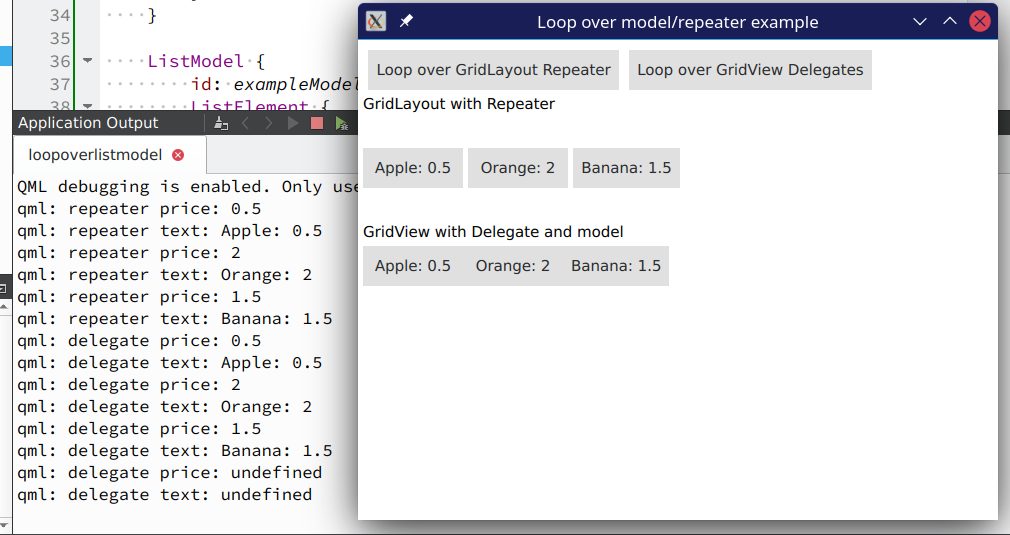 34 }
35
36 ListModel {
37 id: exampleModel
38 ListElement {
Application Output
loopoverlistmodel
QML debugging is enabled. Only use
qml: repeater price: 0.5
qml: repeater text: Apple: 0.5
qml: repeater price: 2
qml: repeater text: Orange: 2
qml: repeater price: 1.5
qml: repeater text: Banana: 1.5
qml: delegate price: 0.5
qml: delegate text: Apple: 0.5
qml: delegate price: 2
qml: delegate text: Orange: 2
qml: delegate price: 1.5
qml: delegate text: Banana: 1.5
qml: delegate price: undefined
qml: delegate text: undefined
Loop over model/repeater example
Loop over GridLayout Repeater Loop over GridView Delegates
GridLayout with Repeater
Apple: 0.5 Orange: 2 Banana: 1.5
GridView with Delegate and model
Apple: 0.5 Orange: 2 Banana: 1.5